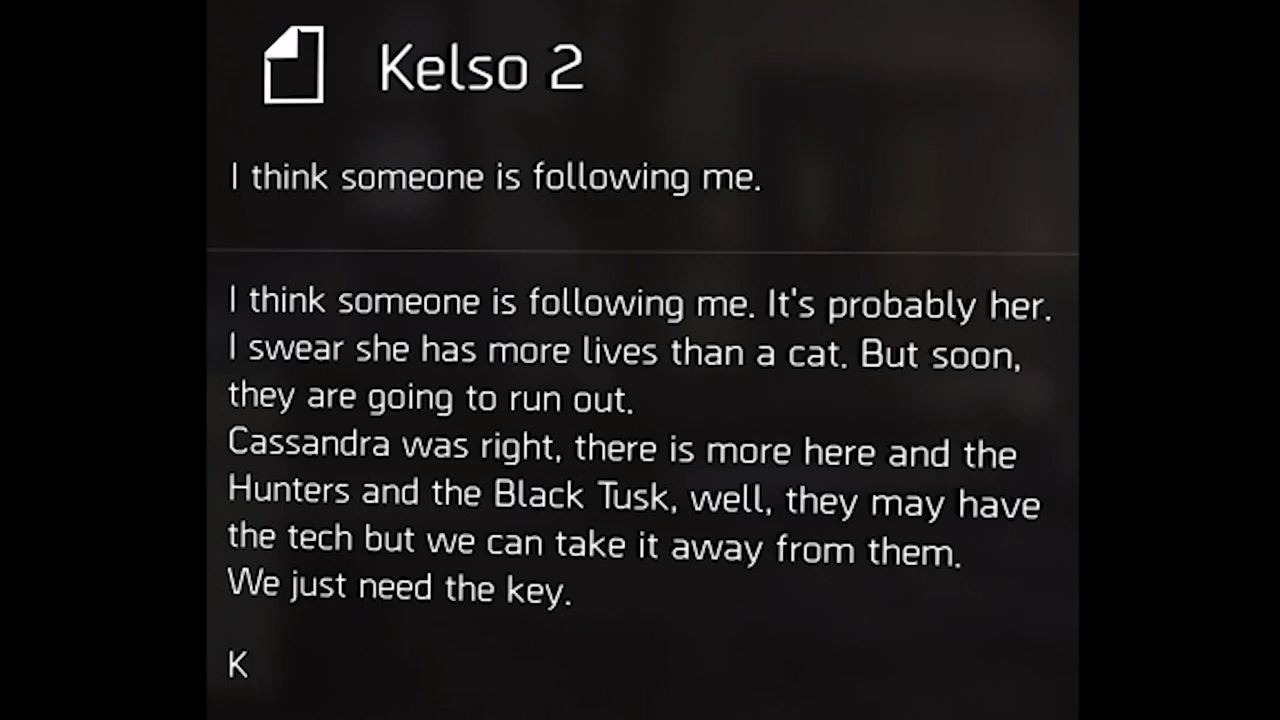 Kelso 2
I think someone is following me.
I think someone is following me. It's probably her.
I swear she has more lives than a cat. But soon,
they are going to run out.
Cassandra was right, there is more here and the
Hunters and the Black Tusk, well, they may have
the tech but we can take it away from them.
We just need the key.
K